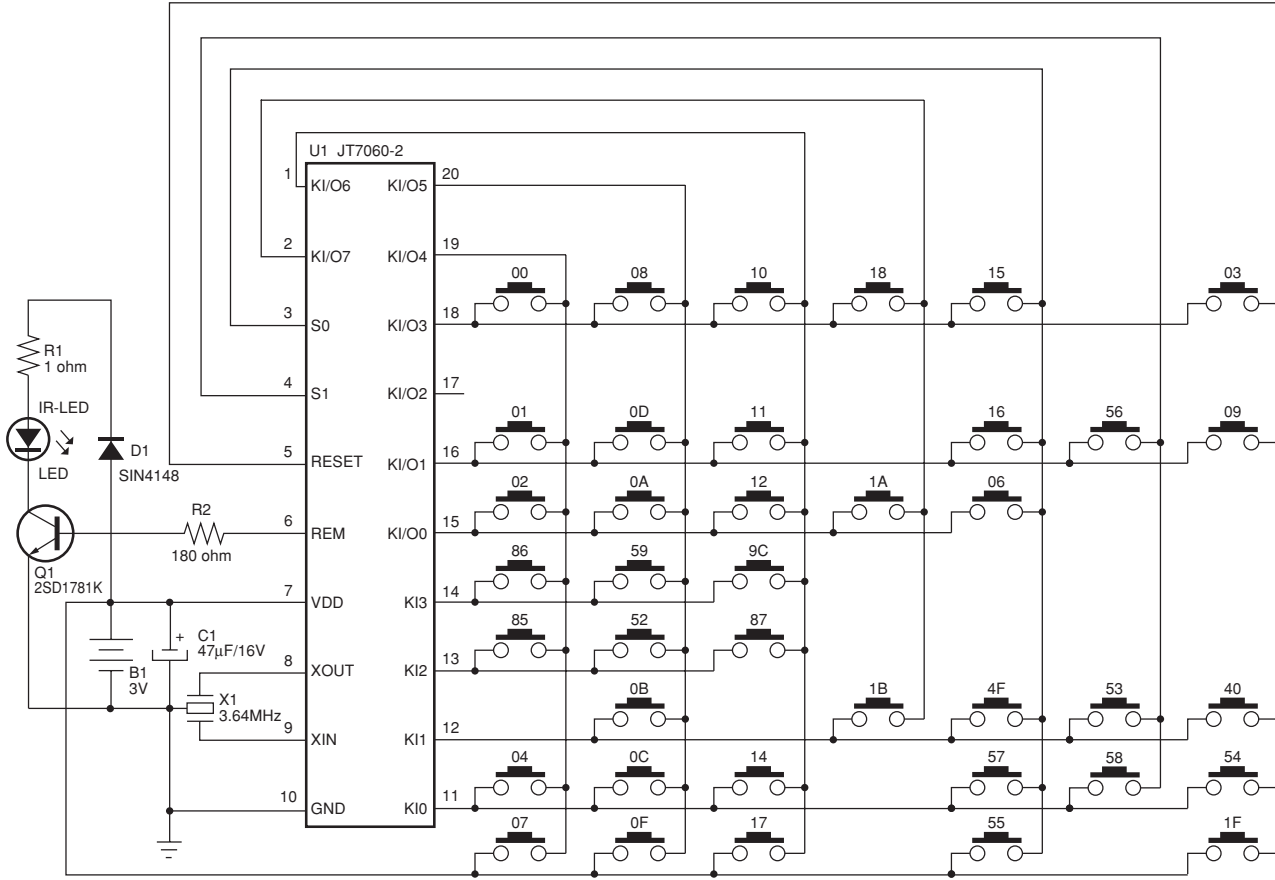 U1 JT7060-2
1 KI/O6 KI/O5 20
2 KI/O7 KI/O4 19
00 08 10 18 15 03
3 S0 KI/O3 18
R1
1 ohm
4 S1 KI/O2 17
IR-LED
01 0D 11 16 56 09
D1
5 RESET KI/O1 16
LED
SIN4148
02 0A 12 1A 06
R2
6 REM KI/O0 15
180 ohm
86 59 9C
Q1
2SD1781K
7 VDD KI3 14
85 52 87
+
C1
47µF/16V
8 XOUT KI2 13
B1
3V
0B 1B 4F 53 40
X1
3.64MHz
9 XIN KI1 12
04 0C 14 57 58 54
10 GND KI0 11
07 0F 17 55 1F